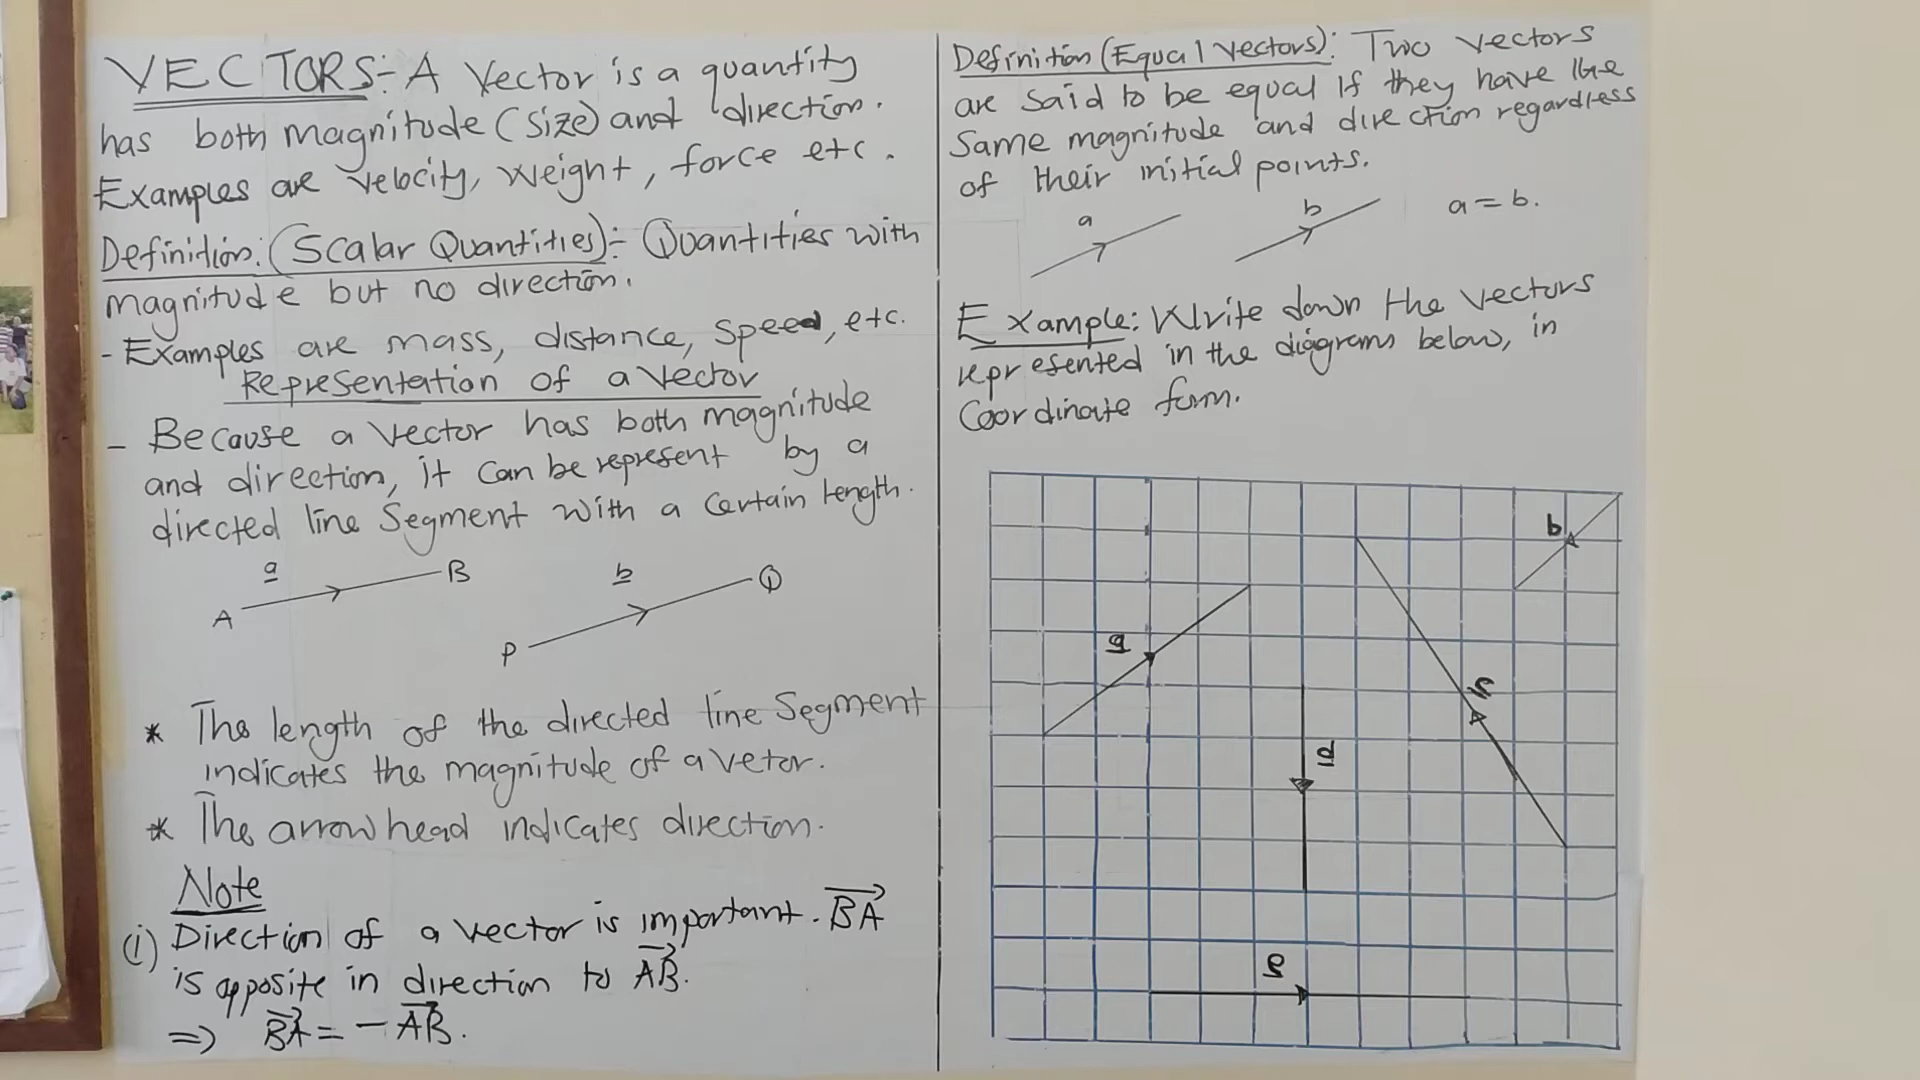 VECTORS:- A Vector is a quantity
has both magnitude (size) and direction.
Examples are velocity, weight, force etc.
Definition: (Scalar Quantities):- Quantities with
magnitude but no direction.
- Examples are mass, distance, speed, etc.
Representation of a Vector
- Because a vector has both magnitude
and direction, it can be represent by a
directed line segment with a certain length.
a
A B
b
P Q
* The length of the directed line segment
indicates the magnitude of a vetor.
* The arrow head indicates direction.
Note
(i) Direction of a vector is important. BA
is opposite in direction to AB.
=> BA = - AB.
Definition (Equal Vectors): Two vectors
are said to be equal if they have the
same magnitude and direction regardless
of their initial points.
a b a = b.
Example: Write down the vectors
represented in the diagrams below, in
Coordinate form.
b
a
d